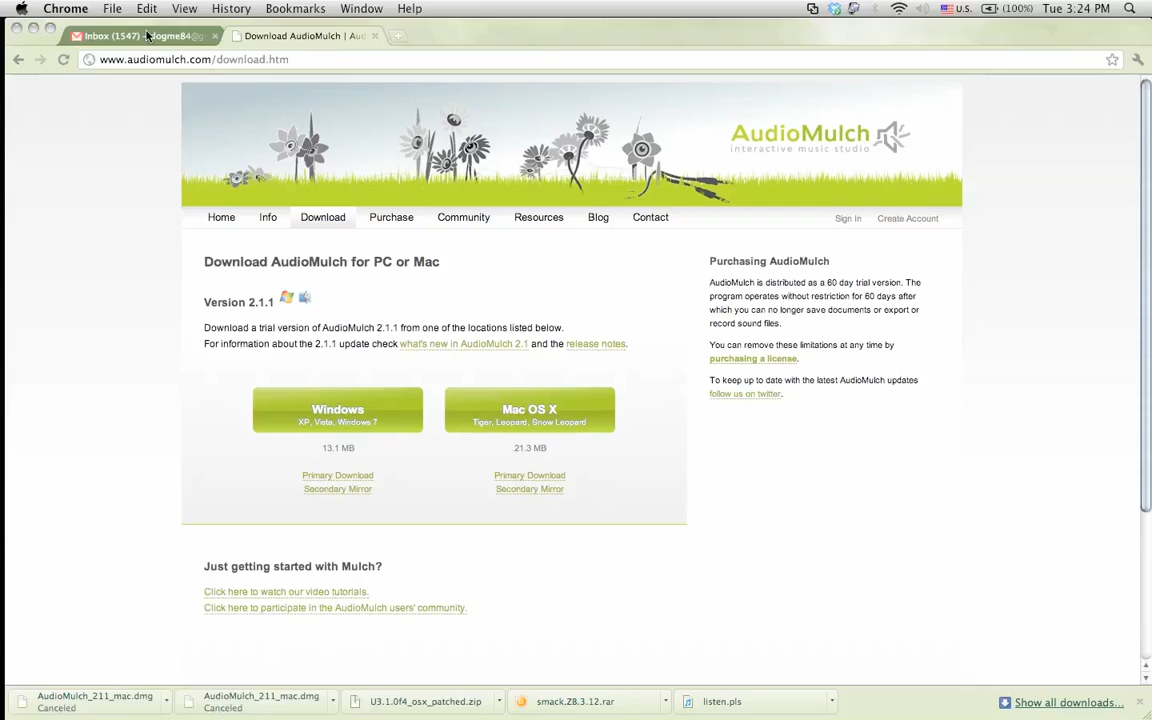 Chrome File Edit View History Bookmarks Window Help U.S. (100%) Tue 3:24 PM
Inbox (1547) - dogme84@g
Download AudioMulch | Aud
www.audiomulch.com/download.htm
AudioMulch
interactive music studio
Home Info Download Purchase Community Resources Blog Contact Sign In Create Account
Download AudioMulch for PC or Mac
Version 2.1.1
Download a trial version of AudioMulch 2.1.1 from one of the locations listed below.
For information about the 2.1.1 update check what's new in AudioMulch 2.1 and the release notes.
Windows
XP, Vista, Windows 7
13.1 MB
Primary Download
Secondary Mirror
Mac OS X
Tiger, Leopard, Snow Leopard
21.3 MB
Primary Download
Secondary Mirror
Purchasing AudioMulch
AudioMulch is distributed as a 60 day trial version. The
program operates without restriction for 60 days after
which you can no longer save documents or export or
record sound files.
You can remove these limitations at any time by
purchasing a license.
To keep up to date with the latest AudioMulch updates
follow us on twitter.
Just getting started with Mulch?
Click here to watch our video tutorials.
Click here to participate in the AudioMulch users' community.
AudioMulch_211_mac.dmg
Canceled
AudioMulch_211_mac.dmg
Canceled
U3.1.0f4_osx_patched.zip
smack.ZB.3.12.rar
listen.pls
Show all downloads...